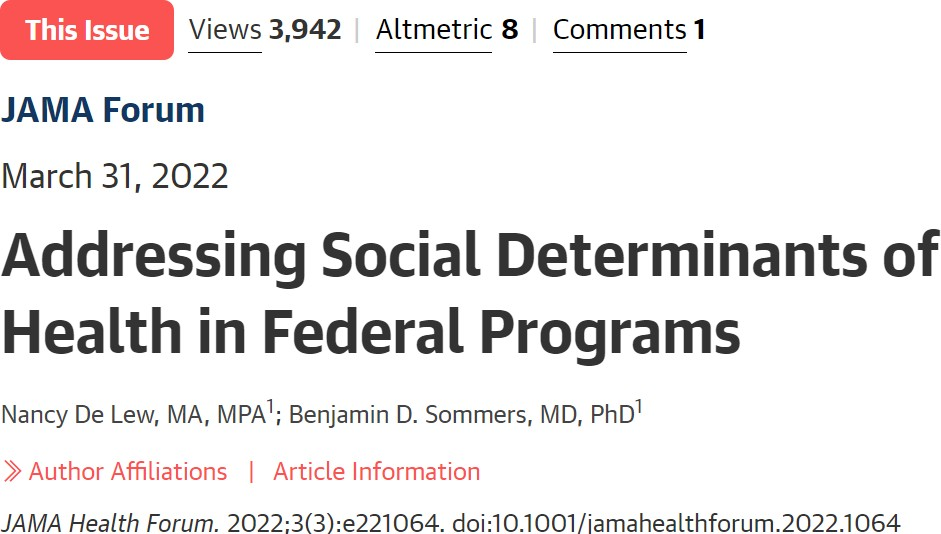 This Issue Views 3,942 | Altmetric 8 | Comments 1
JAMA Forum
March 31, 2022
Addressing Social Determinants of
Health in Federal Programs
Nancy De Lew, MA, MPA1; Benjamin D. Sommers, MD, PhD1
Author Affiliations | Article Information
JAMA Health Forum. 2022;3(3):e221064. doi:10.1001/jamahealthforum.2022.1064